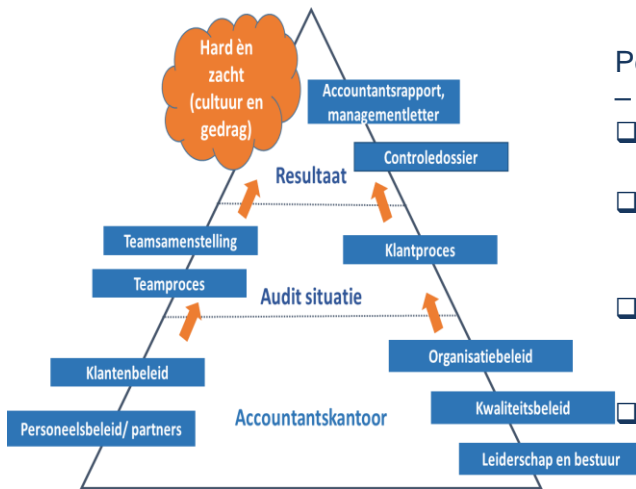 Hard èn
zacht
(cultuur en
gedrag)
Accountantsrapport,
managementletter
Controledossier
Resultaat
Teamsamenstelling
Klantproces
Teamproces
Audit situatie
Klantenbeleid
Organisatiebeleid
Kwaliteitsbeleid
Accountantskantoor
Personeelsbeleid/ partners
Leiderschap en bestuur